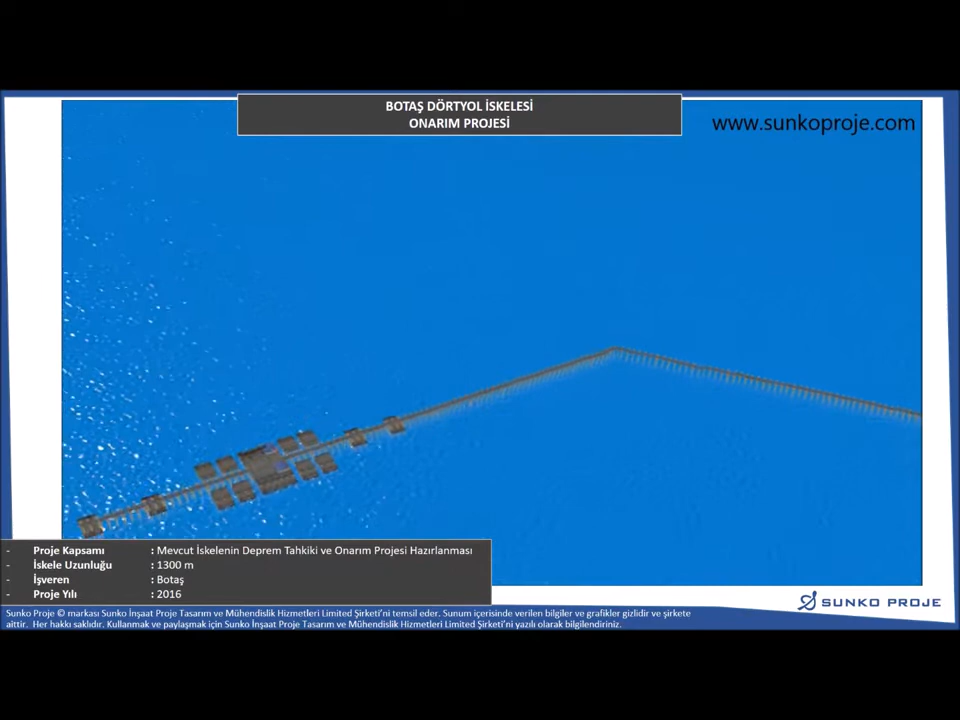 BOTAŞ DÖRTYOL İSKELESİ
ONARIM PROJESİ
www.sunkoproje.com
- Proje Kapsamı : Mevcut İskelenin Deprem Tahkiki ve Onarım Projesi Hazırlanması
- İskele Uzunluğu : 1300 m
- İşveren : Botaş
- Proje Yılı : 2016
SUNKO PROJE
Sunko Proje © markası Sunko İnşaat Proje Tasarım ve Mühendislik Hizmetleri Limited Şirketi'ni temsil eder. Sunum içerisinde verilen bilgiler ve grafikler gizlidir ve şirkete
aittir. Her hakkı saklıdır. Kullanmak ve paylaşmak için Sunko İnşaat Proje Tasarım ve Mühendislik Hizmetleri Limited Şirketi'ni yazılı olarak bilgilendiriniz.